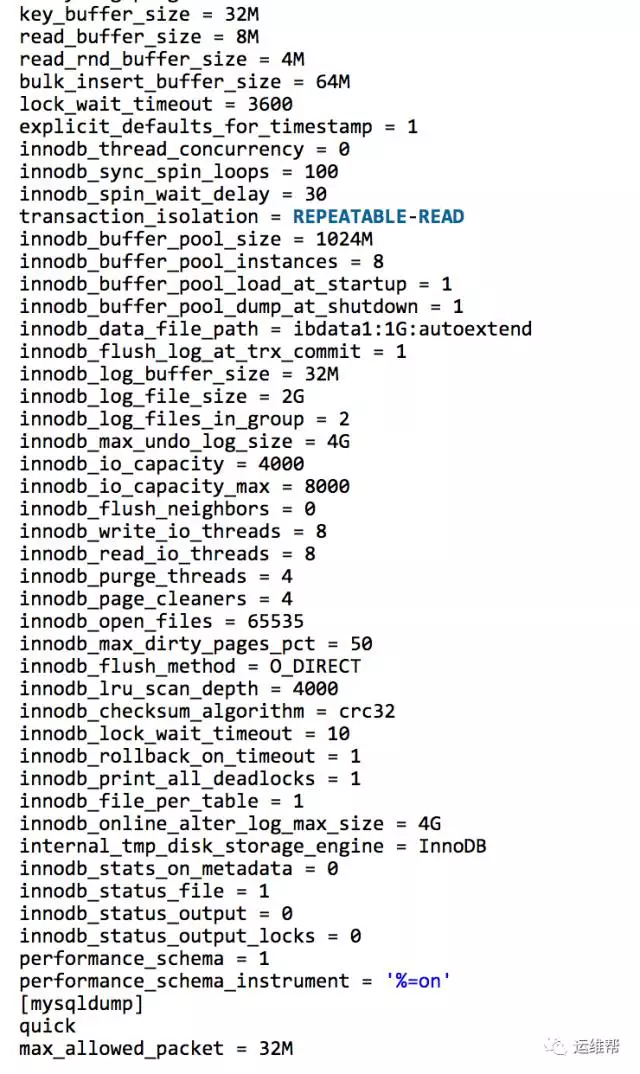 key_buffer_size = 32M
read_buffer_size = 8M
read_rnd_buffer_size = 4M
bulk_insert_buffer_size = 64M
lock_wait_timeout = 3600
explicit_defaults_for_timestamp = 1
innodb_thread_concurrency = 0
innodb_sync_spin_loops = 100
innodb_spin_wait_delay = 30
transaction_isolation = REPEATABLE-READ
innodb_buffer_pool_size = 1024M
innodb_buffer_pool_instances = 8
innodb_buffer_pool_load_at_startup = 1
innodb_buffer_pool_dump_at_shutdown = 1
innodb_data_file_path = ibdata1:1G:autoextend
innodb_flush_log_at_trx_commit = 1
innodb_log_buffer_size = 32M
innodb_log_file_size = 2G
innodb_log_files_in_group = 2
innodb_max_undo_log_size = 4G
innodb_io_capacity = 4000
innodb_io_capacity_max = 8000
innodb_flush_neighbors = 0
innodb_write_io_threads = 8
innodb_read_io_threads = 8
innodb_purge_threads = 4
innodb_page_cleaners = 4
innodb_open_files = 65535
innodb_max_dirty_pages_pct = 50
innodb_flush_method = O_DIRECT
innodb_lru_scan_depth = 4000
innodb_checksum_algorithm = crc32
innodb_lock_wait_timeout = 10
innodb_rollback_on_timeout = 1
innodb_print_all_deadlocks = 1
innodb_file_per_table = 1
innodb_online_alter_log_max_size = 4G
internal_tmp_disk_storage_engine = InnoDB
innodb_stats_on_metadata = 0
innodb_status_file = 1
innodb_status_output = 0
innodb_status_output_locks = 0
performance_schema = 1
performance_schema_instrument = '%=on'
[mysqldump]
quick
max_allowed_packet = 32M
运维帮